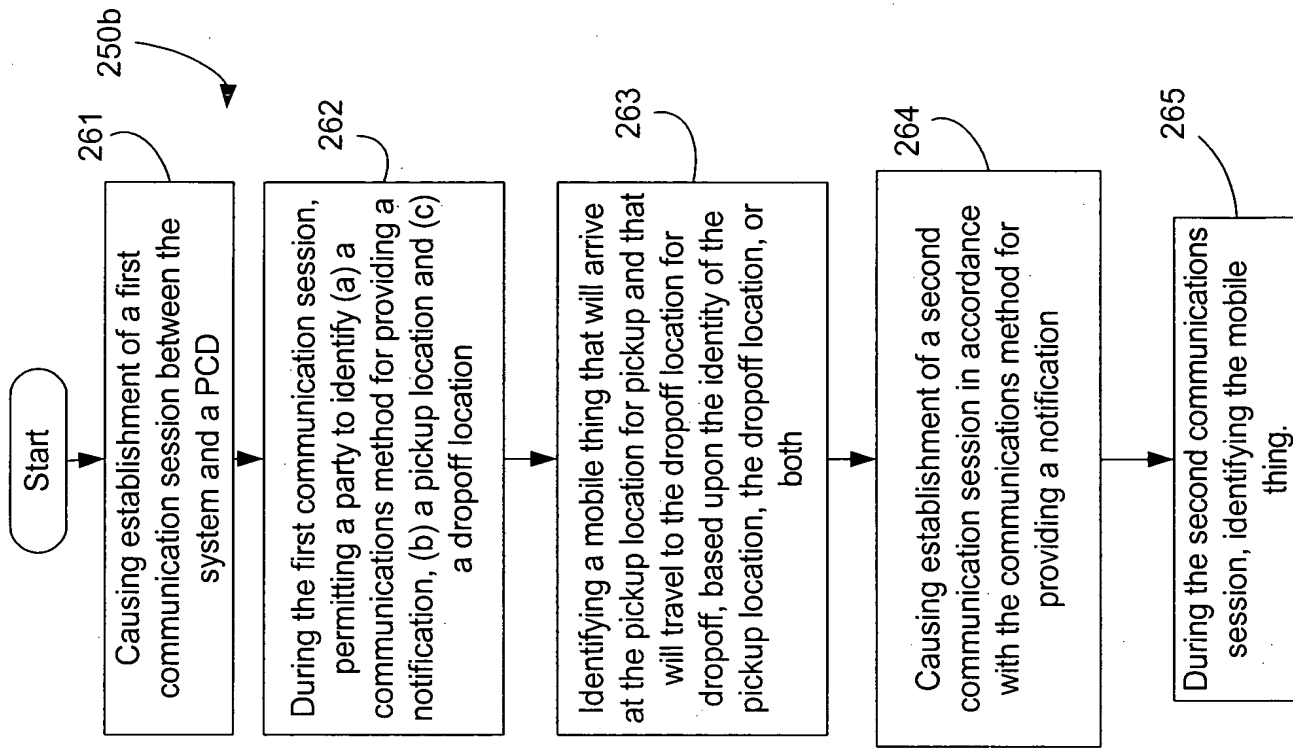 Start
250b
261
Causing establishment of a first
communication session between the
system and a PCD
262
During the first communication session,
permitting a party to identify (a) a
communications method for providing a
notification, (b) a pickup location and (c)
a dropoff location
263
Identifying a mobile thing that will arrive
at the pickup location for pickup and that
will travel to the dropoff location for
dropoff, based upon the identity of the
pickup location, the dropoff location, or
both
264
Causing establishment of a second
communication session in accordance
with the communications method for
providing a notification
265
During the second communications
session, identifying the mobile
thing.